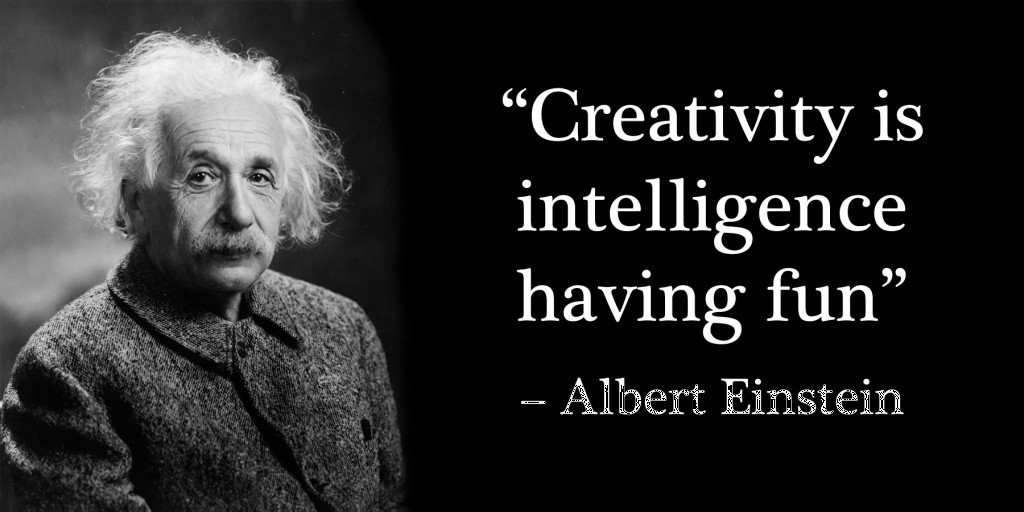 “Creativity is
intelligence
having fun”
– Albert Einstein